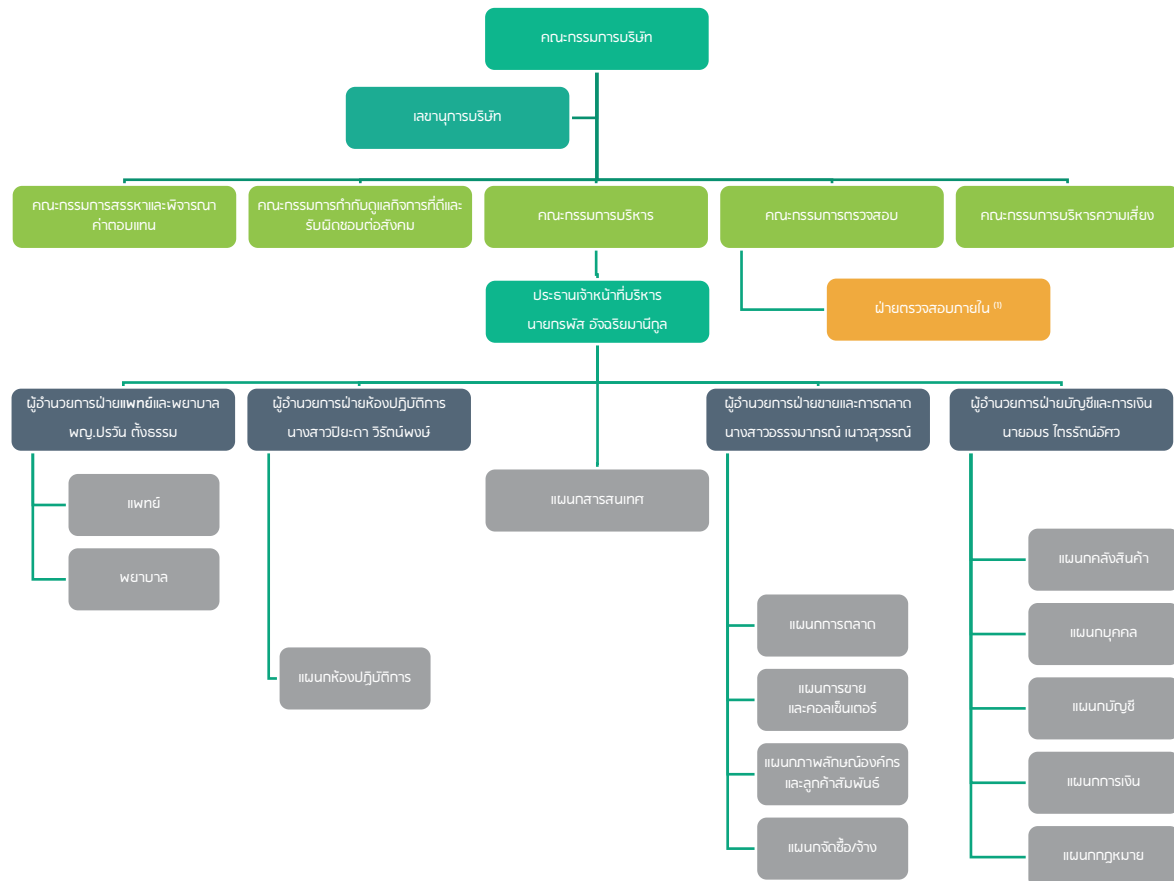 คณะกรรมการบริษัท
เลขานุการบริษัท
คณะกรรมการสรรหาและพิจารณา
ค่าตอบแทน
คณะกรรมการกำกับดูแลกิจการที่ดีและ
รับผิดชอบต่อสังคม
คณะกรรมการบริหาร
คณะกรรมการตรวจสอบ
คณะกรรมการบริหารความเสี่ยง
ประธานเจ้าหน้าที่บริหาร
นายกรพัส อัจฉริยมานีกูล
ฝ่ายตรวจสอบภายใน (1)
ผู้อำนวยการฝ่ายแพทย์และพยาบาล
พญ.ปรวัน ตั้งธรรม
ผู้อำนวยการฝ่ายห้องปฏิบัติการ
นางสาวปิยะดา วิรัตน์พงษ์
ผู้อำนวยการฝ่ายขายและการตลาด
นางสาวอรรจมาภรณ์ เนาวสุวรรณ์
ผู้อำนวยการฝ่ายบัญชีและการเงิน
นายอมร ไตรรัตน์อัศว
แพทย์
พยาบาล
แผนกห้องปฏิบัติการ
แผนกสารสนเทศ
แผนกการตลาด
แผนการขาย
และคอลเซ็นเตอร์
แผนกภาพลักษณ์องค์กร
และลูกค้าสัมพันธ์
แผนกจัดซื้อ/จ้าง
แผนกคลังสินค้า
แผนกบุคคล
แผนกบัญชี
แผนกการเงิน
แผนกกฎหมาย